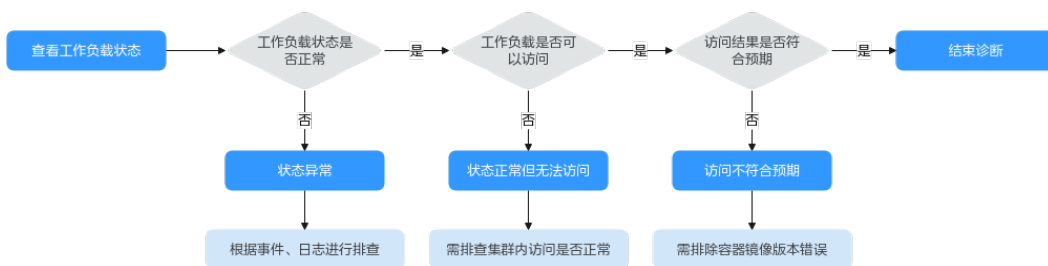 查看工作负载状态
工作负载状态是
否正常
是
工作负载是否可
以访问
是
访问结果是否符
合预期
是
结束诊断
否
否
否
状态异常
状态正常但无法访问
访问不符合预期
根据事件、日志进行排查
需排查集群内访问是否正常
需排除容器镜像版本错误